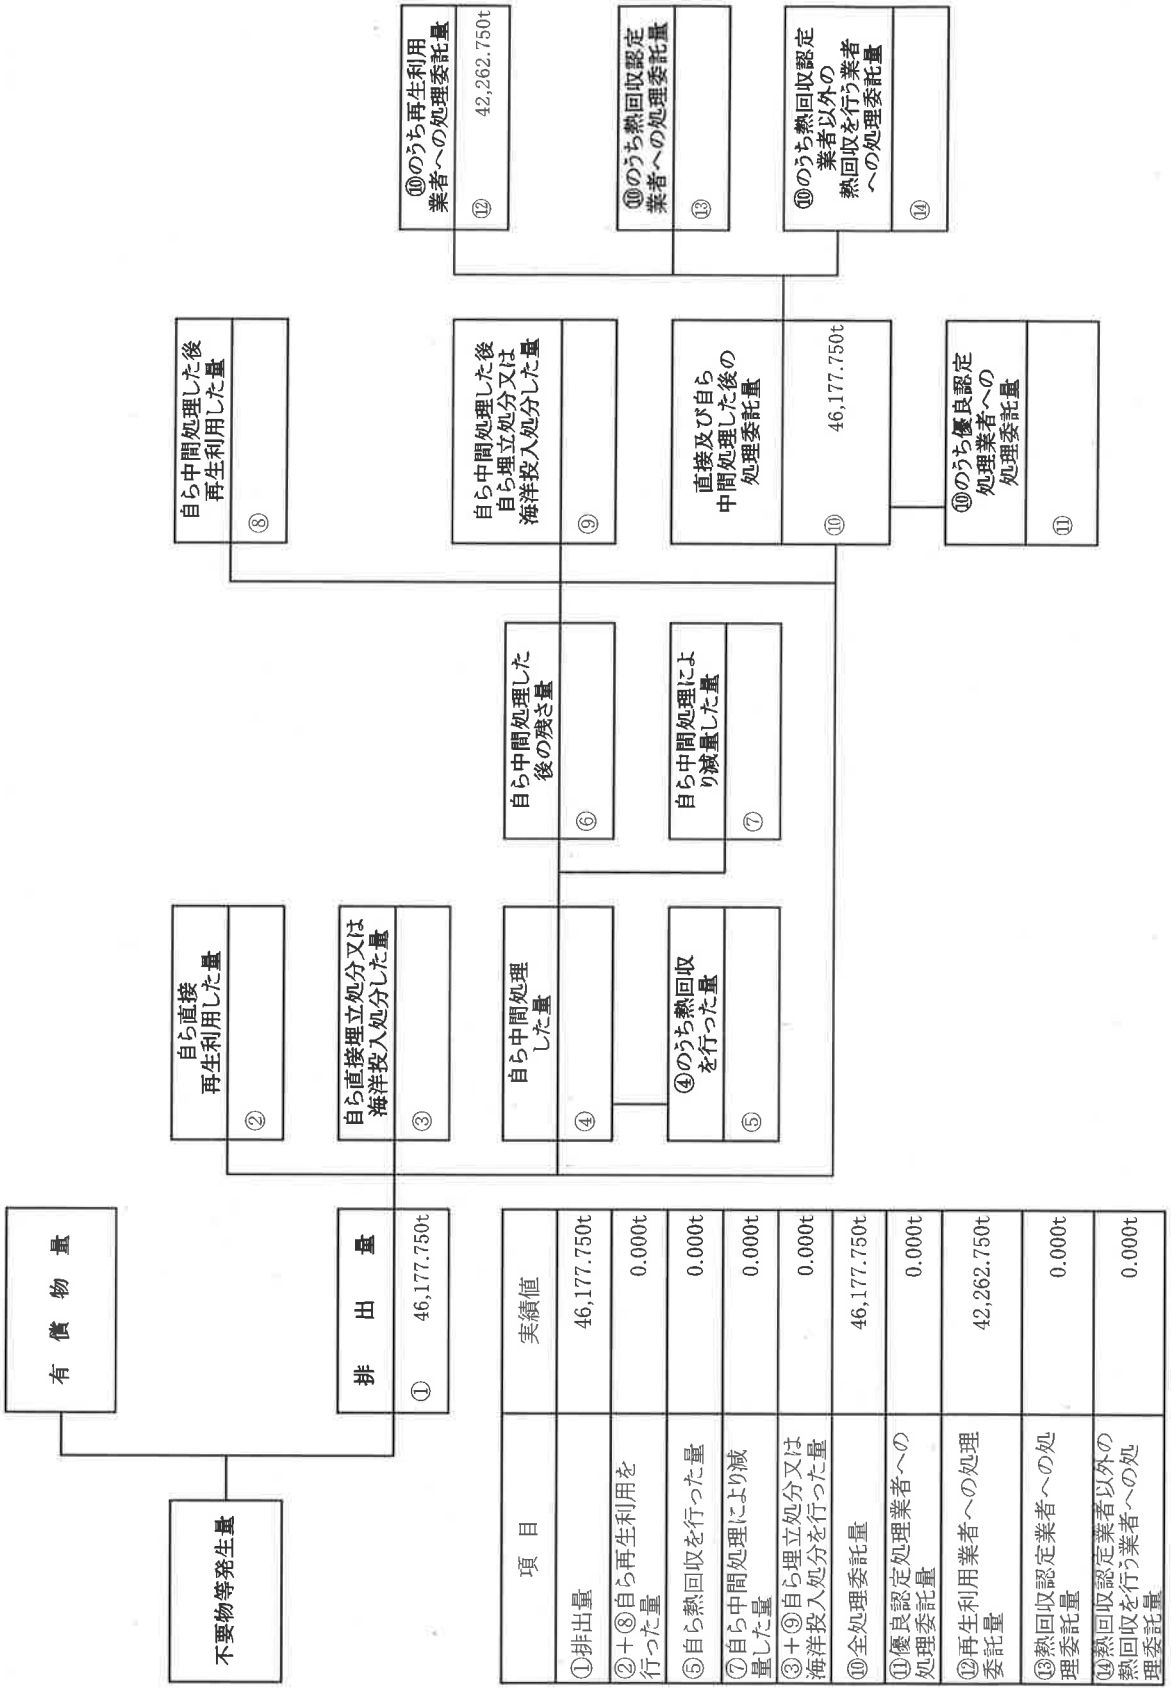 不要物等発生量
有償物量
排出量
① 46,177.750t
自ら直接
再生利用した量
②
自ら直接埋立処分又は
海洋投入処分した量
③
自ら中間処理
した量
④
④のうち熱回収
を行った量
⑤
自ら中間処理した
後の残さ量
⑥
自ら中間処理によ
り減量した量
⑦
自ら中間処理した後
再生利用した量
⑧
自ら中間処理した後
自ら埋立処分又は
海洋投入処分した量
⑨
直接及び自ら
中間処理した後の
処理委託量
⑩ 46,177.750t
⑩のうち優良認定
処理業者への
処理委託量
⑪
⑩のうち再生利用
業者への処理委託量
⑫ 42,262.750t
⑩のうち熱回収認定
業者への処理委託量
⑬
⑩のうち熱回収認定
業者以外の
熱回収を行う業者
への処理委託量
⑭
項目 実績値
①排出量 46,177.750t
②+⑧自ら再生利用を
行った量 0.000t
⑤自ら熱回収を行った量 0.000t
⑦自ら中間処理により減
量した量 0.000t
③+⑨自ら埋立処分又は
海洋投入処分を行った量 0.000t
⑩全処理委託量 46,177.750t
⑪優良認定処理業者への
処理委託量 0.000t
⑫再生利用業者への処理
委託量 42,262.750t
⑬熱回収認定業者への処
理委託量 0.000t
⑭熱回収認定業者以外の
熱回収を行う業者への処
理委託量 0.000t